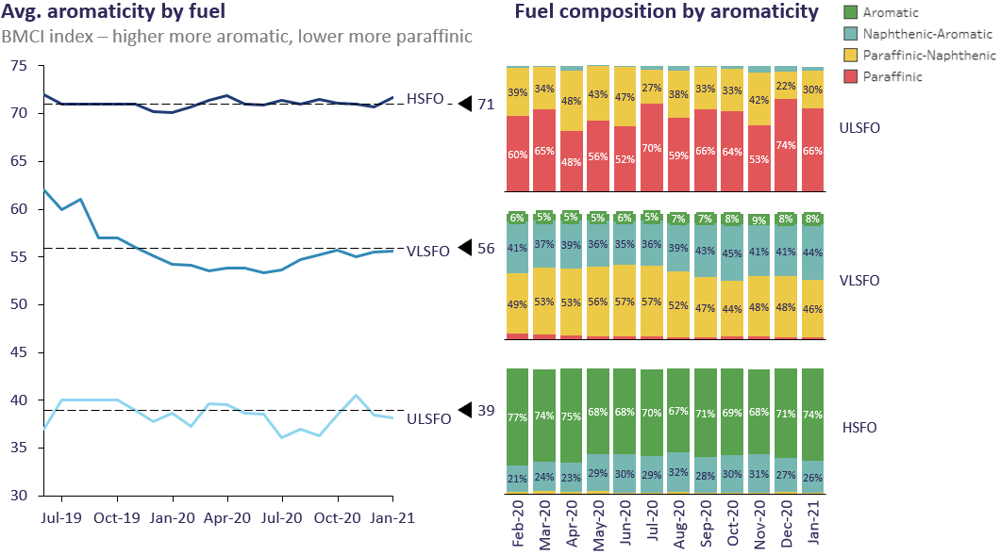 Avg. aromaticity by fuel
BMCI index – higher more aromatic, lower more paraffinic
75
70
65
60
55
50
45
40
35
30
HSFO
71
VLSFO
56
ULSFO
39
Jul-19 Oct-19 Jan-20 Apr-20 Jul-20 Oct-20 Jan-21
Fuel composition by aromaticity
Aromatic
Naphthenic-Aromatic
Paraffinic-Naphthenic
Paraffinic
39% 34% 48% 43% 47% 27% 38% 33% 33% 42% 22% 30%
60% 65% 48% 56% 52% 70% 59% 66% 64% 53% 74% 66%
ULSFO
6% 5% 5% 5% 6% 5% 7% 7% 8% 9% 8% 8%
41% 37% 39% 36% 35% 36% 39% 43% 45% 41% 41% 44%
49% 53% 53% 56% 57% 57% 52% 47% 44% 48% 48% 46%
VLSFO
77% 74% 75% 68% 68% 70% 67% 71% 69% 68% 71% 74%
21% 24% 23% 29% 30% 29% 32% 28% 30% 31% 27% 26%
HSFO
Feb-20 Mar-20 Apr-20 May-20 Jun-20 Jul-20 Aug-20 Sep-20 Oct-20 Nov-20 Dec-20 Jan-21